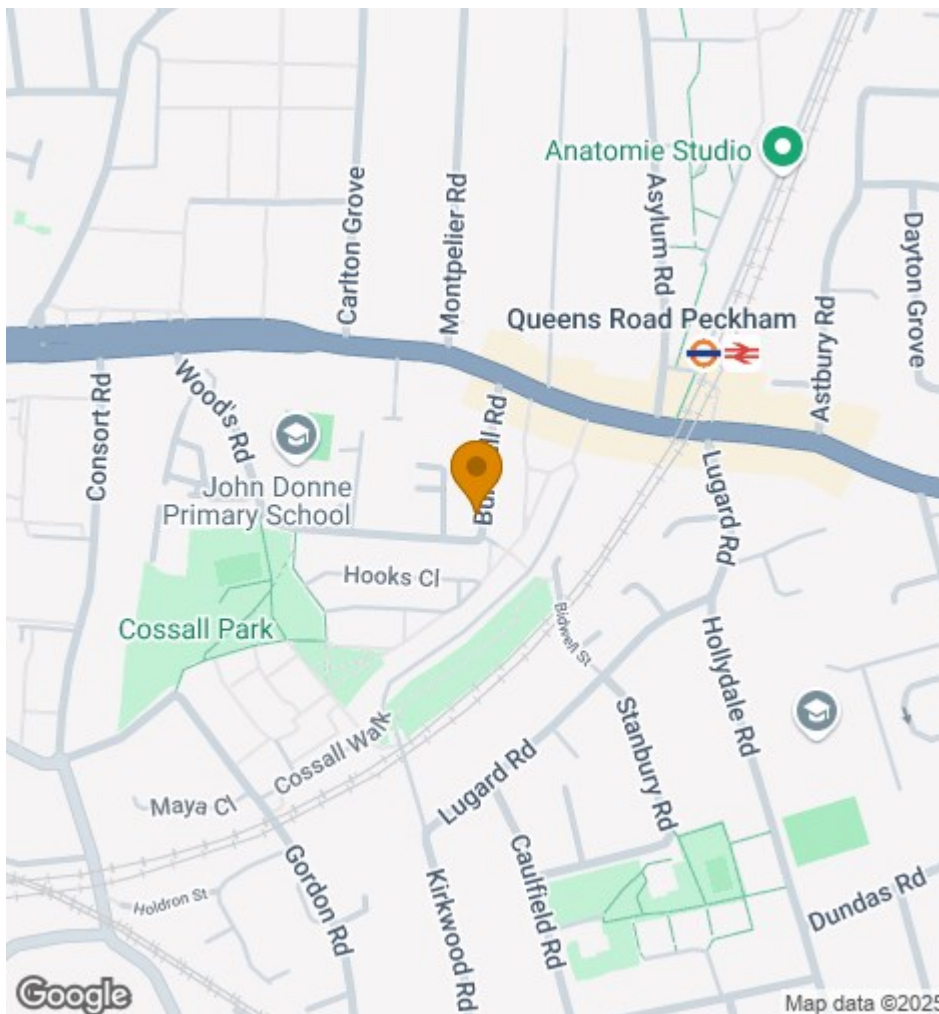 Anatomie Studio
Carlton Grove
Montpelier Rd
Asylum Rd
Dayton Grove
Queens Road Peckham
Astbury Rd
Consort Rd
Wood's Rd
Lugard Rd
John Donne
Primary School
Hooks Cl
Bidwell St
Cossall Park
Hollydale Rd
Stanbury Rd
Cossall Walk
Lugard Rd
Maya Cl
Gordon Rd
Holdron St
Kirkwood Rd
Caulfield Rd
Dundas Rd
Google
Map data ©2025